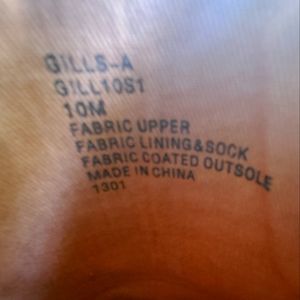 GILLS-A
GILL10S1
10M
FABRIC UPPER
FABRIC LINING&SOCK
FABRIC COATED OUTSOLE
MADE IN CHINA
1301